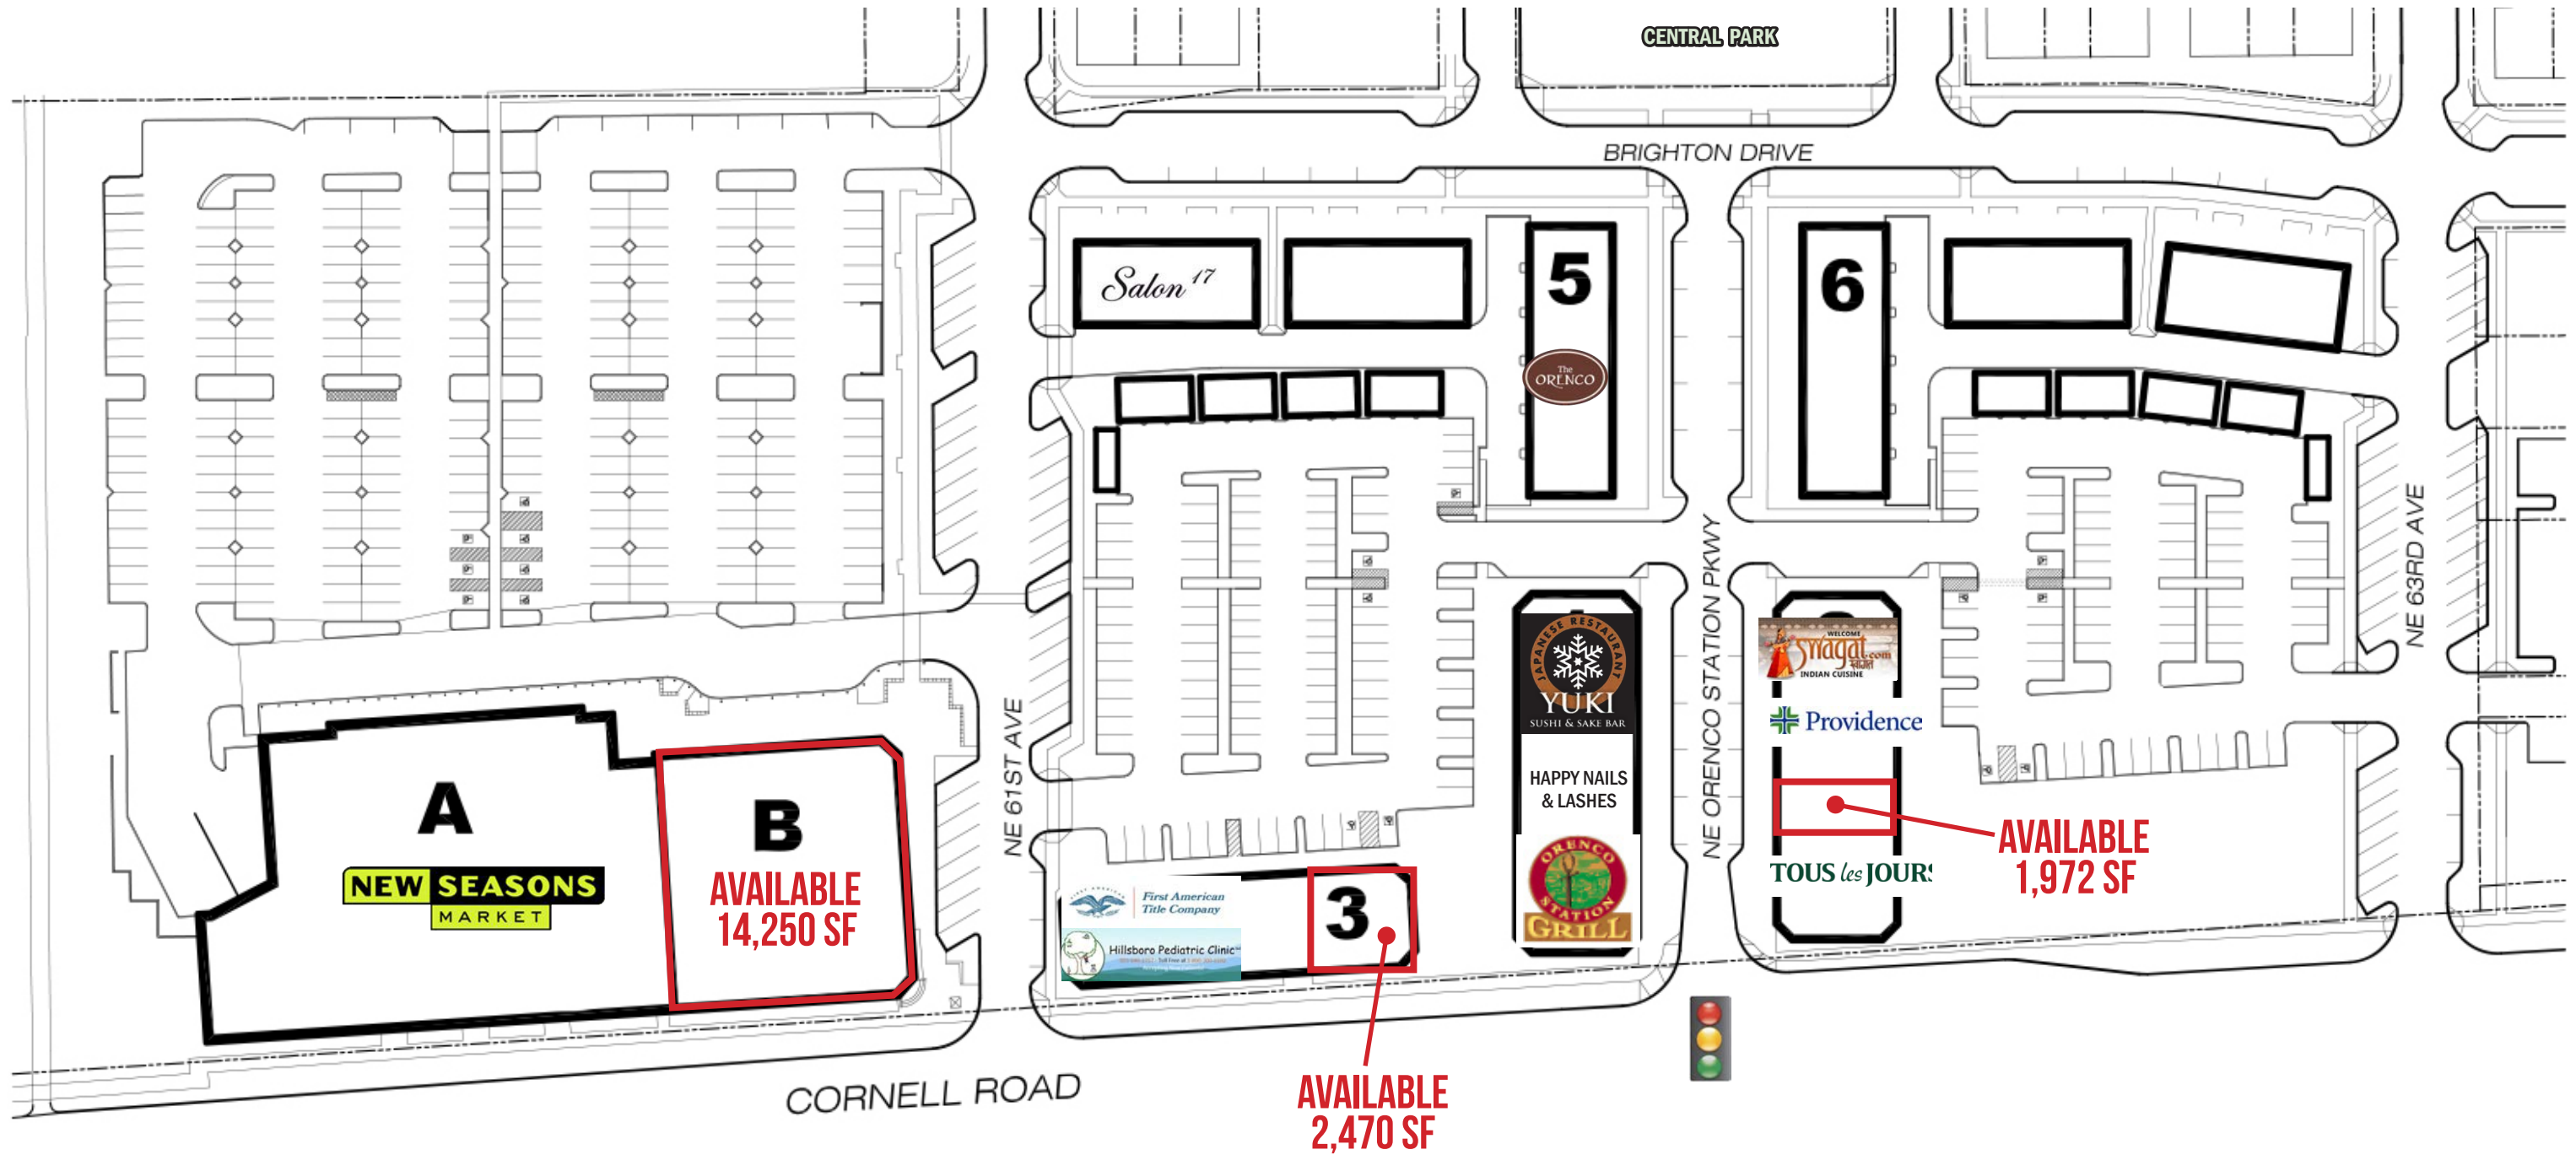 CENTRAL PARK
BRIGHTON DRIVE
Salon 17
5
6
The
ORENCO
NE 61ST AVE
NE ORENCO STATION PKWY
NE 63RD AVE
JAPANESE RESTAURANT
YUKI
SUSHI & SAKE BAR
HAPPY NAILS
& LASHES
ORENCO
STATION
GRILL
WELCOME
Swagat.com
स्वागत
INDIAN CUISINE
Providence
AVAILABLE
1,972 SF
TOUS les JOURS
A
NEW SEASONS
MARKET
B
AVAILABLE
14,250 SF
First American
Title Company
Hillsboro Pediatric Clinic
3
AVAILABLE
2,470 SF
CORNELL ROAD